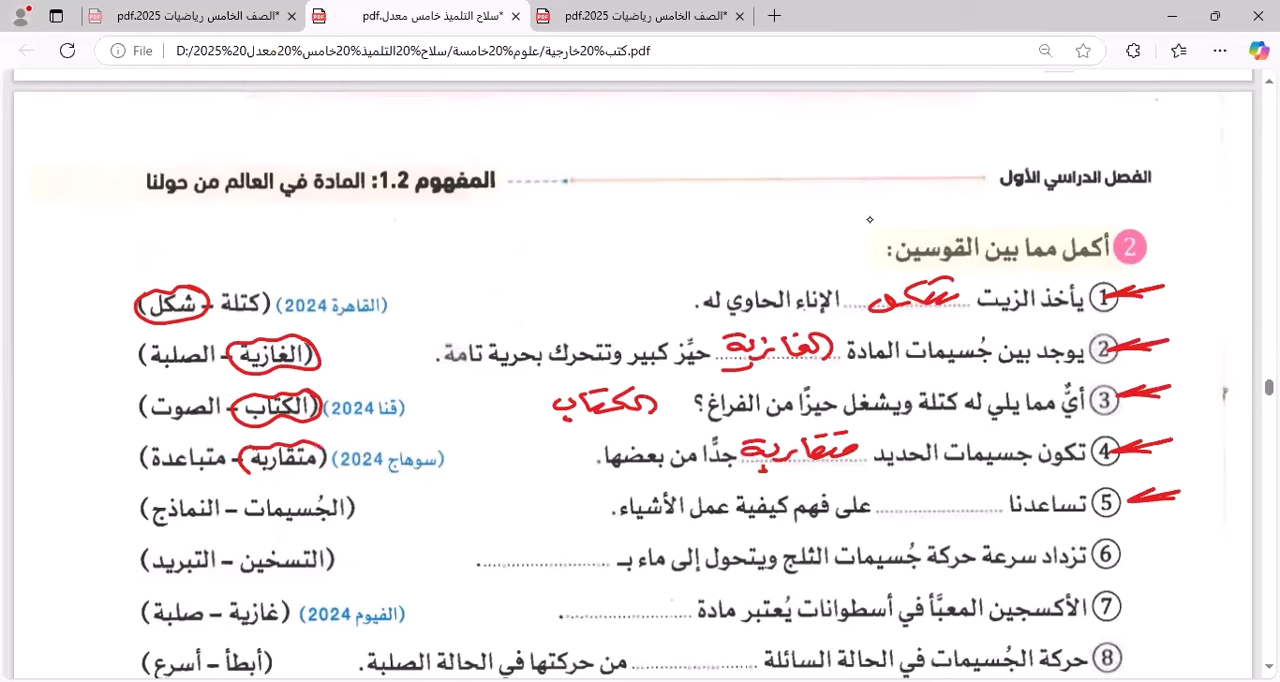 الصف الخامس رياضيات 2025.pdf*
سلاح التلميذ خامس معدل.pdf*
الصف الخامس رياضيات 2025.pdf*
File
D:/2025%20كتب%20خارجية/علوم%20خامسة/سلاح%20التلميذ%20خامس%20معدل.pdf
الفصل الدراسي الأول
المفهوم 1.2: المادة في العالم من حولنا
2 أكمل مما بين القوسين:
1 يأخذ الزيت شكل الإناء الحاوي له. (القاهرة 2024) (كتلة – شكل)
2 يوجد بين جُسيمات المادة الغازية حيِّز كبير وتتحرك بحرية تامة. (الغازية – الصلبة)
3 أيٌّ مما يلي له كتلة ويشغل حيزًا من الفراغ؟ الكتاب (قنا 2024) (الكتاب – الصوت)
4 تكون جسيمات الحديد متقاربة جدًّا من بعضها. (سوهاج 2024) (متقاربة – متباعدة)
5 تساعدنا .................... على فهم كيفية عمل الأشياء. (الجُسيمات – النماذج)
6 تزداد سرعة حركة جُسيمات الثلج ويتحول إلى ماء بـ .................... . (التسخين – التبريد)
7 الأكسجين المعبَّأ في أسطوانات يُعتبر مادة .................... . (الفيوم 2024) (غازية – صلبة)
8 حركة الجُسيمات في الحالة السائلة .................... من حركتها في الحالة الصلبة. (أبطأ – أسرع)